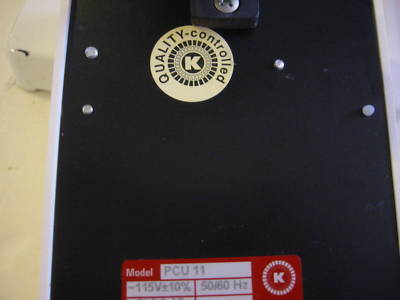 QUALITY-controlled
K
Model PCU 11
~115V±10% 50/60 Hz
K